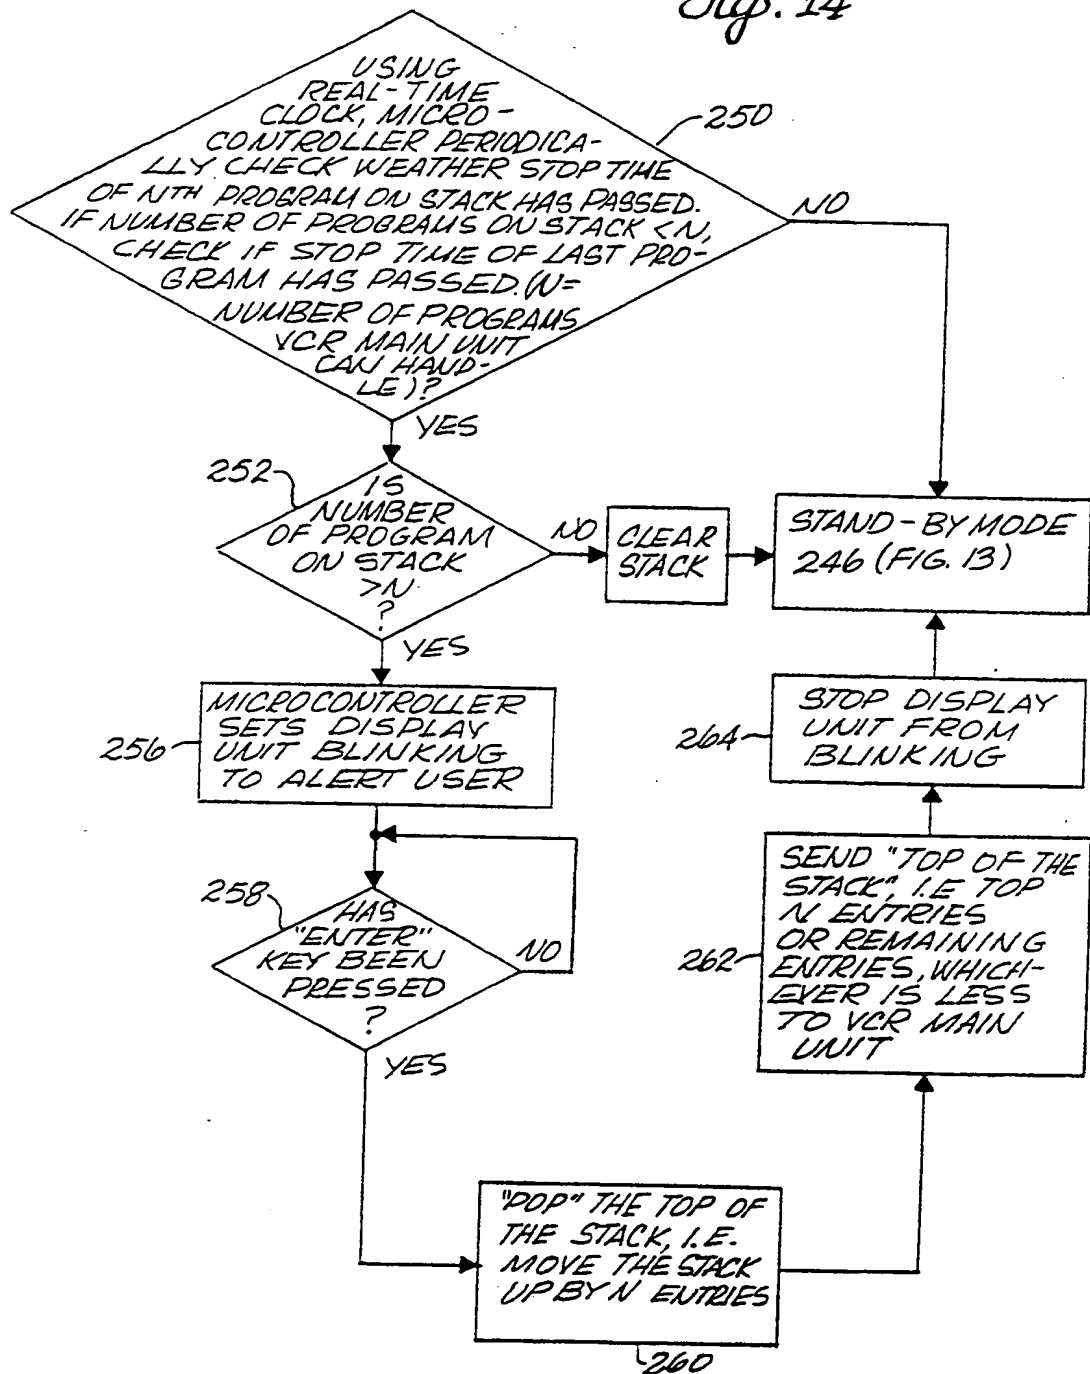 Fig. 14
USING
REAL-TIME
CLOCK, MICRO-
CONTROLLER PERIODICA-
LLY CHECK WEATHER STOP TIME
OF NTH PROGRAM ON STACK HAS PASSED.
IF NUMBER OF PROGRAMS ON STACK <N,
CHECK IF STOP TIME OF LAST PRO-
GRAM HAS PASSED. (N=
NUMBER OF PROGRAMS
VCR MAIN UNIT
CAN HAND-
LE)?
250
NO
YES
252
IS
NUMBER
OF PROGRAM
ON STACK
>N
?
NO
CLEAR
STACK
STAND-BY MODE
246 (FIG. 13)
YES
256
MICROCONTROLLER
SETS DISPLAY
UNIT BLINKING
TO ALERT USER
264
STOP DISPLAY
UNIT FROM
BLINKING
258
HAS
"ENTER"
KEY BEEN
PRESSED
?
NO
YES
262
SEND "TOP OF THE
STACK", I.E TOP
N ENTRIES
OR REMAINING
ENTRIES, WHICH-
EVER IS LESS
TO VCR MAIN
UNIT
"POP" THE TOP OF
THE STACK, I.E.
MOVE THE STACK
UP BY N ENTRIES
260